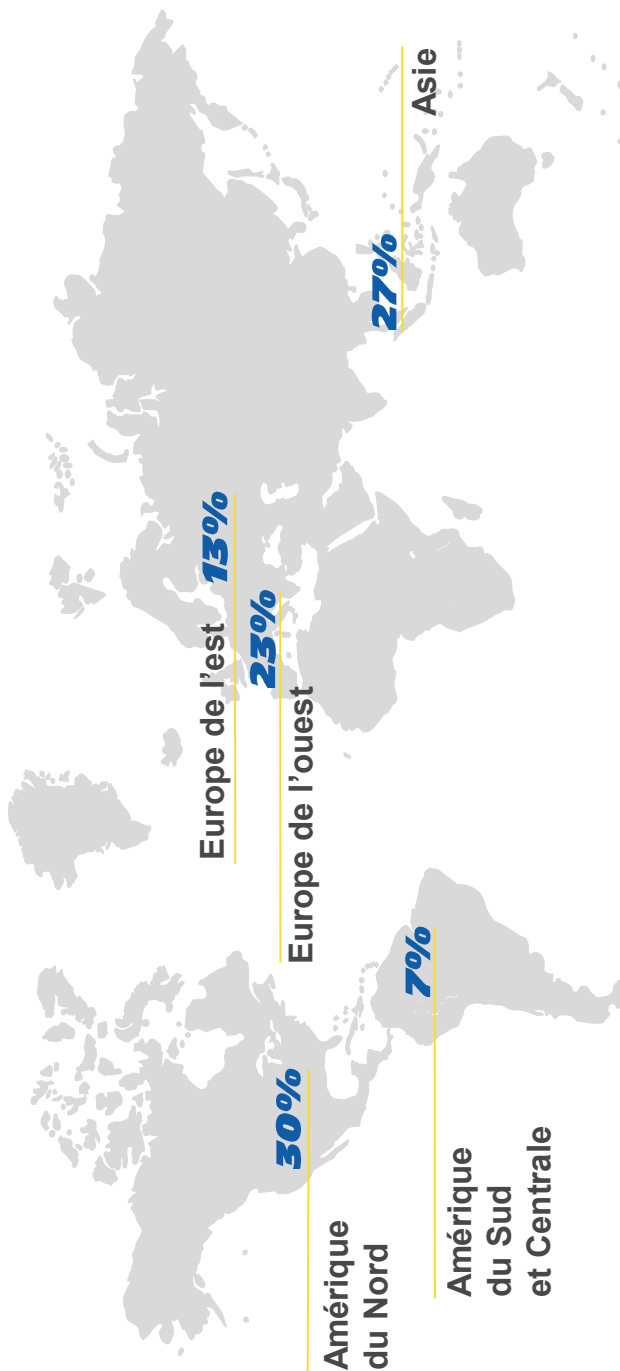 30%
Amérique
du Nord
7%
Amérique
du Sud
et Centrale
13%
Europe de l'est
23%
Europe de l'ouest
27%
Asie